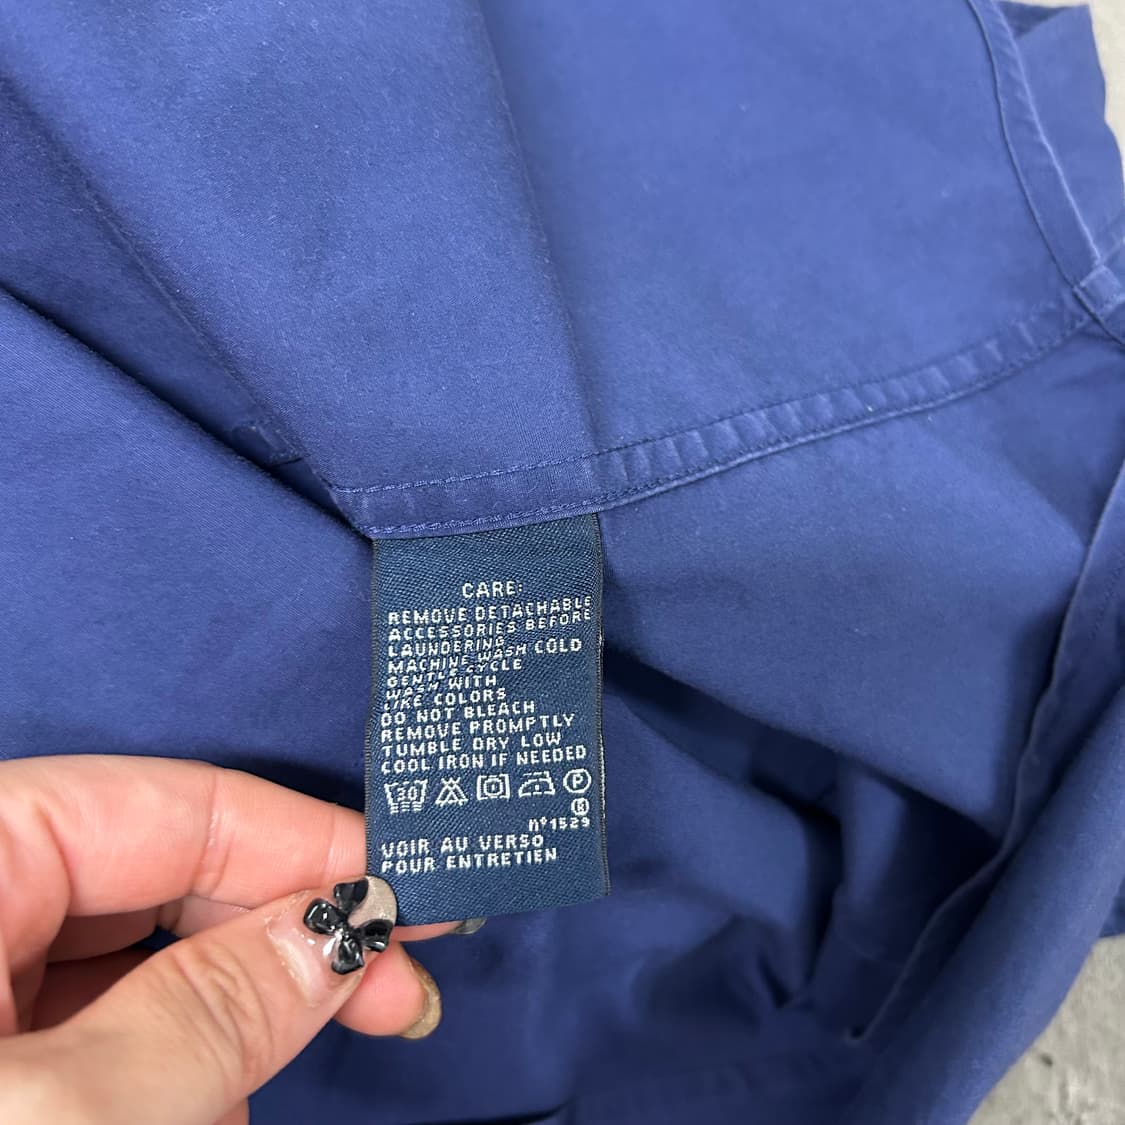 CARE:
REMOVE DETACHABLE
ACCESSORIES BEFORE
LAUNDERING
MACHINE WASH COLD
GENTLE CYCLE
WASH WITH
LIKE COLORS
DO NOT BLEACH
REMOVE PROMPTLY
TUMBLE DRY LOW
COOL IRON IF NEEDED
30 P
R
nº1529
VOIR AU VERSO
POUR ENTRETIEN